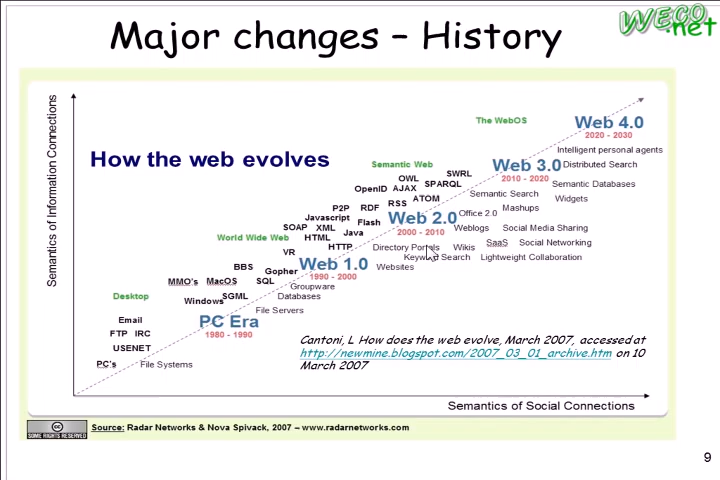 Major changes – History
WECO
.net
Semantics of Information Connections
How the web evolves
The WebOS
Web 4.0
2020 - 2030
Intelligent personal agents
Semantic Web
Web 3.0
Distributed Search
2010 - 2020
SWRL
OWL
SPARQL
OpenID AJAX
Semantic Databases
Semantic Search
ATOM
Widgets
RSS
P2P RDF
Mashups
Office 2.0
Javascript
Flash
Web 2.0
2000 - 2010
SOAP XML
Java
Weblogs
Social Media Sharing
World Wide Web
HTML
HTTP
Directory Portals
Wikis
SaaS
Social Networking
VR
Keyword Search
Lightweight Collaboration
BBS
Gopher
Web 1.0
Websites
1990 - 2000
MMO's
MacOS
SQL
Groupware
Desktop
Windows
SGML
Databases
File Servers
Email
PC Era
1980 - 1990
FTP IRC
USENET
PC's
File Systems
Cantoni, L How does the web evolve, March 2007, accessed at
http://newmine.blogspot.com/2007_03_01_archive.htm on 10
March 2007
Semantics of Social Connections
cc
SOME RIGHTS RESERVED
Source: Radar Networks & Nova Spivack, 2007 – www.radarnetworks.com
9